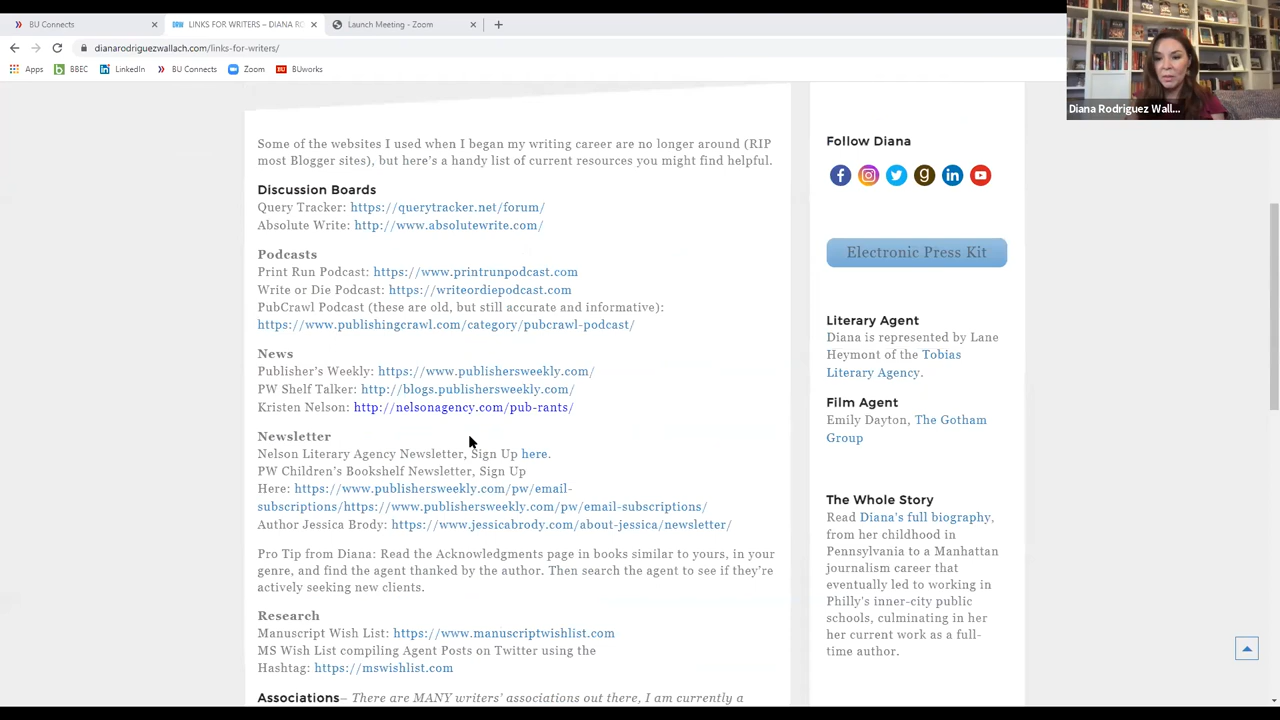 BU Connects
DRW
LINKS FOR WRITERS – DIANA RO
Launch Meeting - Zoom
dianarodriguezwallach.com/links-for-writers/
Apps
BBEC
LinkedIn
BU Connects
Zoom
BU
BUworks
Diana Rodriguez Wall...
Some of the websites I used when I began my writing career are no longer around (RIP
most Blogger sites), but here's a handy list of current resources you might find helpful.
Discussion Boards
Query Tracker: https://querytracker.net/forum/
Absolute Write: http://www.absolutewrite.com/
Podcasts
Print Run Podcast: https://www.printrunpodcast.com
Write or Die Podcast: https://writeordiepodcast.com
PubCrawl Podcast (these are old, but still accurate and informative):
https://www.publishingcrawl.com/category/pubcrawl-podcast/
News
Publisher's Weekly: https://www.publishersweekly.com/
PW Shelf Talker: http://blogs.publishersweekly.com/
Kristen Nelson: http://nelsonagency.com/pub-rants/
Newsletter
Nelson Literary Agency Newsletter, Sign Up here.
PW Children's Bookshelf Newsletter, Sign Up
Here: https://www.publishersweekly.com/pw/email-
subscriptions/https://www.publishersweekly.com/pw/email-subscriptions/
Author Jessica Brody: https://www.jessicabrody.com/about-jessica/newsletter/
Pro Tip from Diana: Read the Acknowledgments page in books similar to yours, in your
genre, and find the agent thanked by the author. Then search the agent to see if they're
actively seeking new clients.
Research
Manuscript Wish List: https://www.manuscriptwishlist.com
MS Wish List compiling Agent Posts on Twitter using the
Hashtag: https://mswishlist.com
Associations– There are MANY writers' associations out there, I am currently a
Follow Diana
Electronic Press Kit
Literary Agent
Diana is represented by Lane
Heymont of the Tobias
Literary Agency.
Film Agent
Emily Dayton, The Gotham
Group
The Whole Story
Read Diana's full biography,
from her childhood in
Pennsylvania to a Manhattan
journalism career that
eventually led to working in
Philly's inner-city public
schools, culminating in her
her current work as a full-
time author.